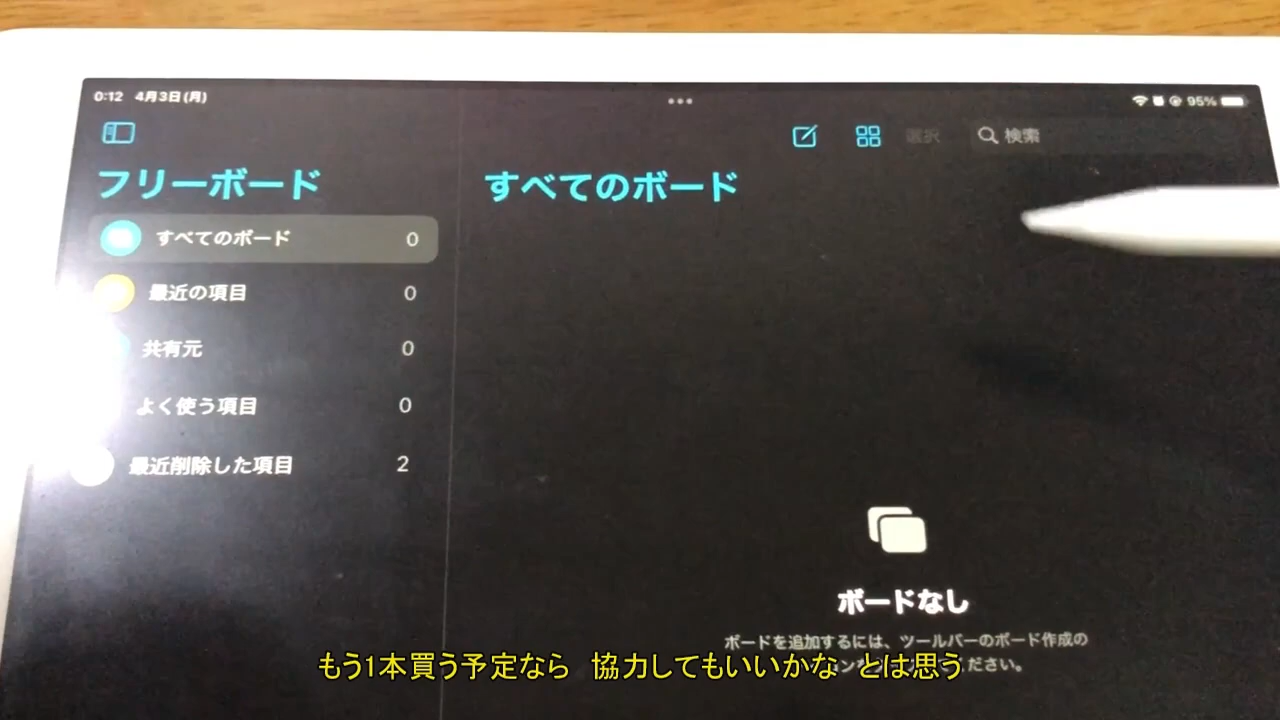 0:12 4月3日(月)
95%
選択
検索
フリーボード
すべてのボード
すべてのボード 0
最近の項目 0
共有元 0
よく使う項目 0
最近削除した項目 2
ボードなし
ボードを追加するには、ツールバーのボード作成の
ださい。
もう1本買う予定なら 協力してもいいかな とは思う